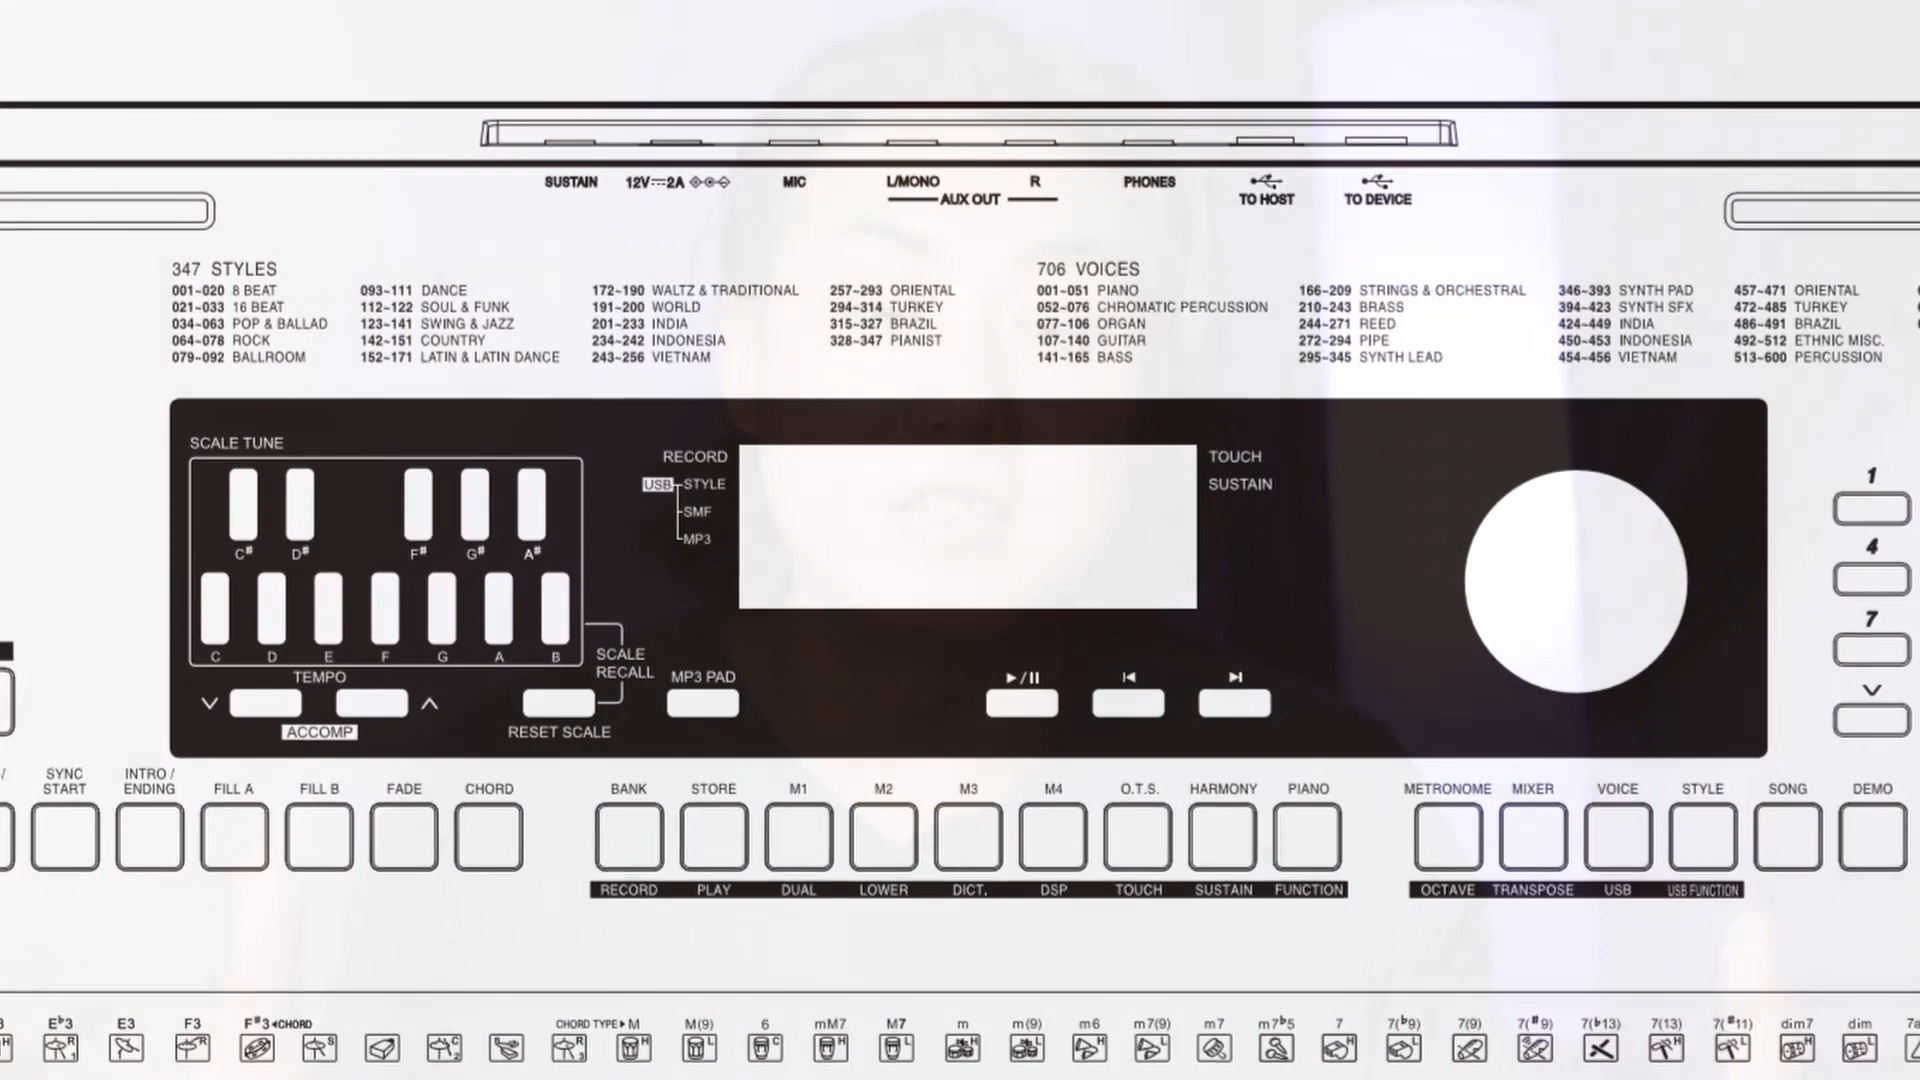 SUSTAIN 12V⎓2A MIC L/MONO R PHONES
AUX OUT TO HOST TO DEVICE
347 STYLES
001~020 8 BEAT
021~033 16 BEAT
034~063 POP & BALLAD
064~078 ROCK
079~092 BALLROOM
093~111 DANCE
112~122 SOUL & FUNK
123~141 SWING & JAZZ
142~151 COUNTRY
152~171 LATIN & LATIN DANCE
172~190 WALTZ & TRADITIONAL
191~200 WORLD
201~233 INDIA
234~242 INDONESIA
243~256 VIETNAM
257~293 ORIENTAL
294~314 TURKEY
315~327 BRAZIL
328~347 PIANIST
706 VOICES
001~051 PIANO
052~076 CHROMATIC PERCUSSION
077~106 ORGAN
107~140 GUITAR
141~165 BASS
166~209 STRINGS & ORCHESTRAL
210~243 BRASS
244~271 REED
272~294 PIPE
295~345 SYNTH LEAD
346~393 SYNTH PAD
394~423 SYNTH SFX
424~449 INDIA
450~453 INDONESIA
454~456 VIETNAM
457~471 ORIENTAL
472~485 TURKEY
486~491 BRAZIL
492~512 ETHNIC MISC.
513~600 PERCUSSION
SCALE TUNE
C# D# F# G# A#
C D E F G A B
TEMPO
ACCOMP
SCALE
RECALL
RESET SCALE
MP3 PAD
RECORD
USB STYLE
SMF
MP3
TOUCH
SUSTAIN
▶/II
1
4
7
SYNC
START
INTRO /
ENDING
FILL A FILL B FADE CHORD
BANK STORE M1 M2 M3 M4 O.T.S. HARMONY PIANO
RECORD PLAY DUAL LOWER DICT. DSP TOUCH SUSTAIN FUNCTION
METRONOME MIXER VOICE STYLE SONG DEMO
OCTAVE TRANSPOSE USB USB FUNCTION
E♭3 E3 F3 F#3 ◂CHORD CHORD TYPE ▸ M M(9) 6 mM7 M7 m m(9) m6 m7(9) m7 m7♭5 7 7(♭9) 7(9) 7(#9) 7(♭13) 7(13) 7(#11) dim7 dim
H R 1 R S C 2 R 3 H L C H L H L H L H L H L H L